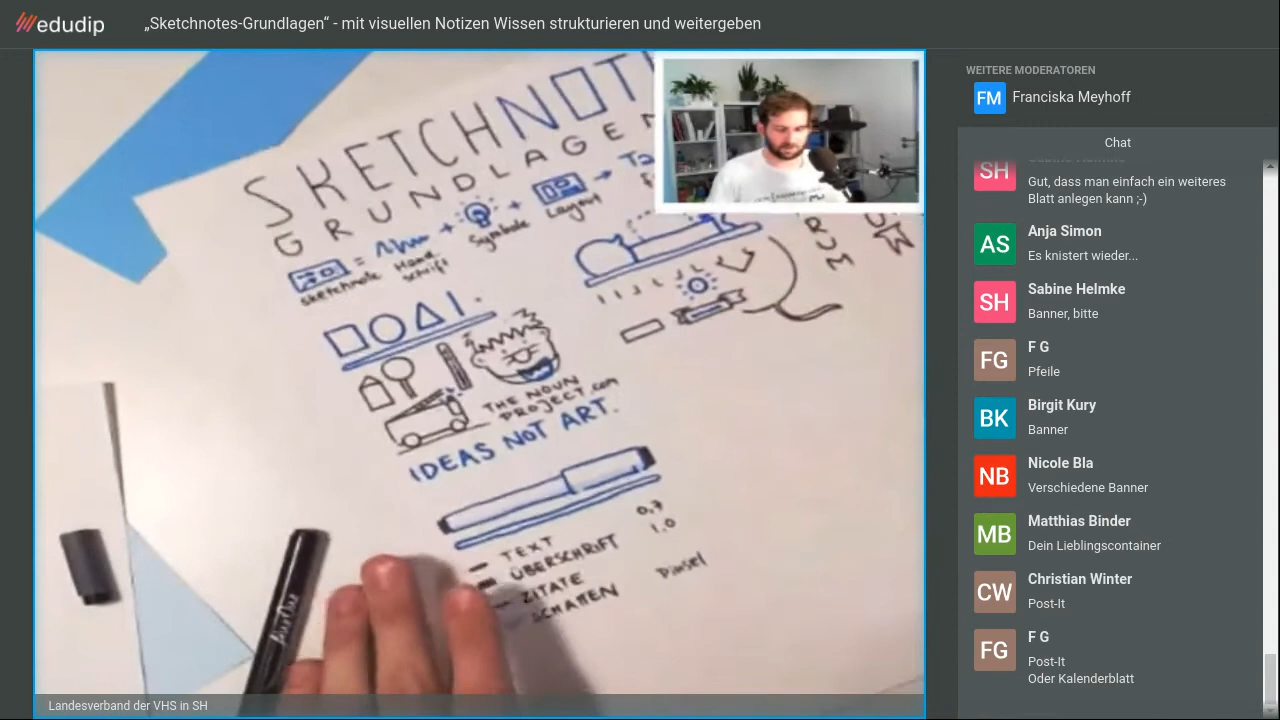 edudip
„Sketchnotes-Grundlagen“ - mit visuellen Notizen Wissen strukturieren und weitergeben
SKETCHNOT
GRUNDLAGEN
Sketchnote = Hand
schrift + Symbole + Layout →
THE NOUN
PROJECT.com
IDEAS NOT ART.
TEXT 0,7
ÜBERSCHRIFT 1,0
ZITATE
SCHATTEN Pinsel
Landesverband der VHS in SH
WEITERE MODERATOREN
FM Franciska Meyhoff
Chat
SH
Gut, dass man einfach ein weiteres
Blatt anlegen kann ;-)
AS Anja Simon
Es knistert wieder...
SH Sabine Helmke
Banner, bitte
FG F G
Pfeile
BK Birgit Kury
Banner
NB Nicole Bla
Verschiedene Banner
MB Matthias Binder
Dein Lieblingscontainer
CW Christian Winter
Post-It
FG F G
Post-It
Oder Kalenderblatt